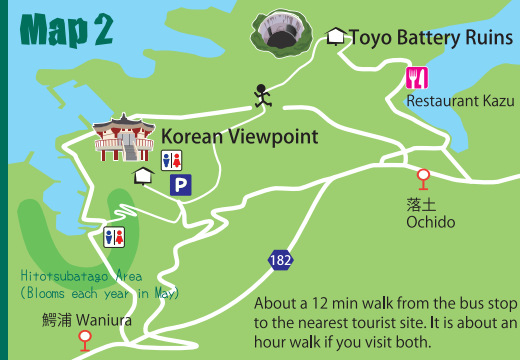 Map 2
Toyo Battery Ruins
Restaurant Kazu
Korean Viewpoint
P
落土
Ochido
182
Hitotsubatago Area
(Blooms each year in May)
鰐浦 Waniura
About a 12 min walk from the bus stop
to the nearest tourist site. It is about an
hour walk if you visit both.